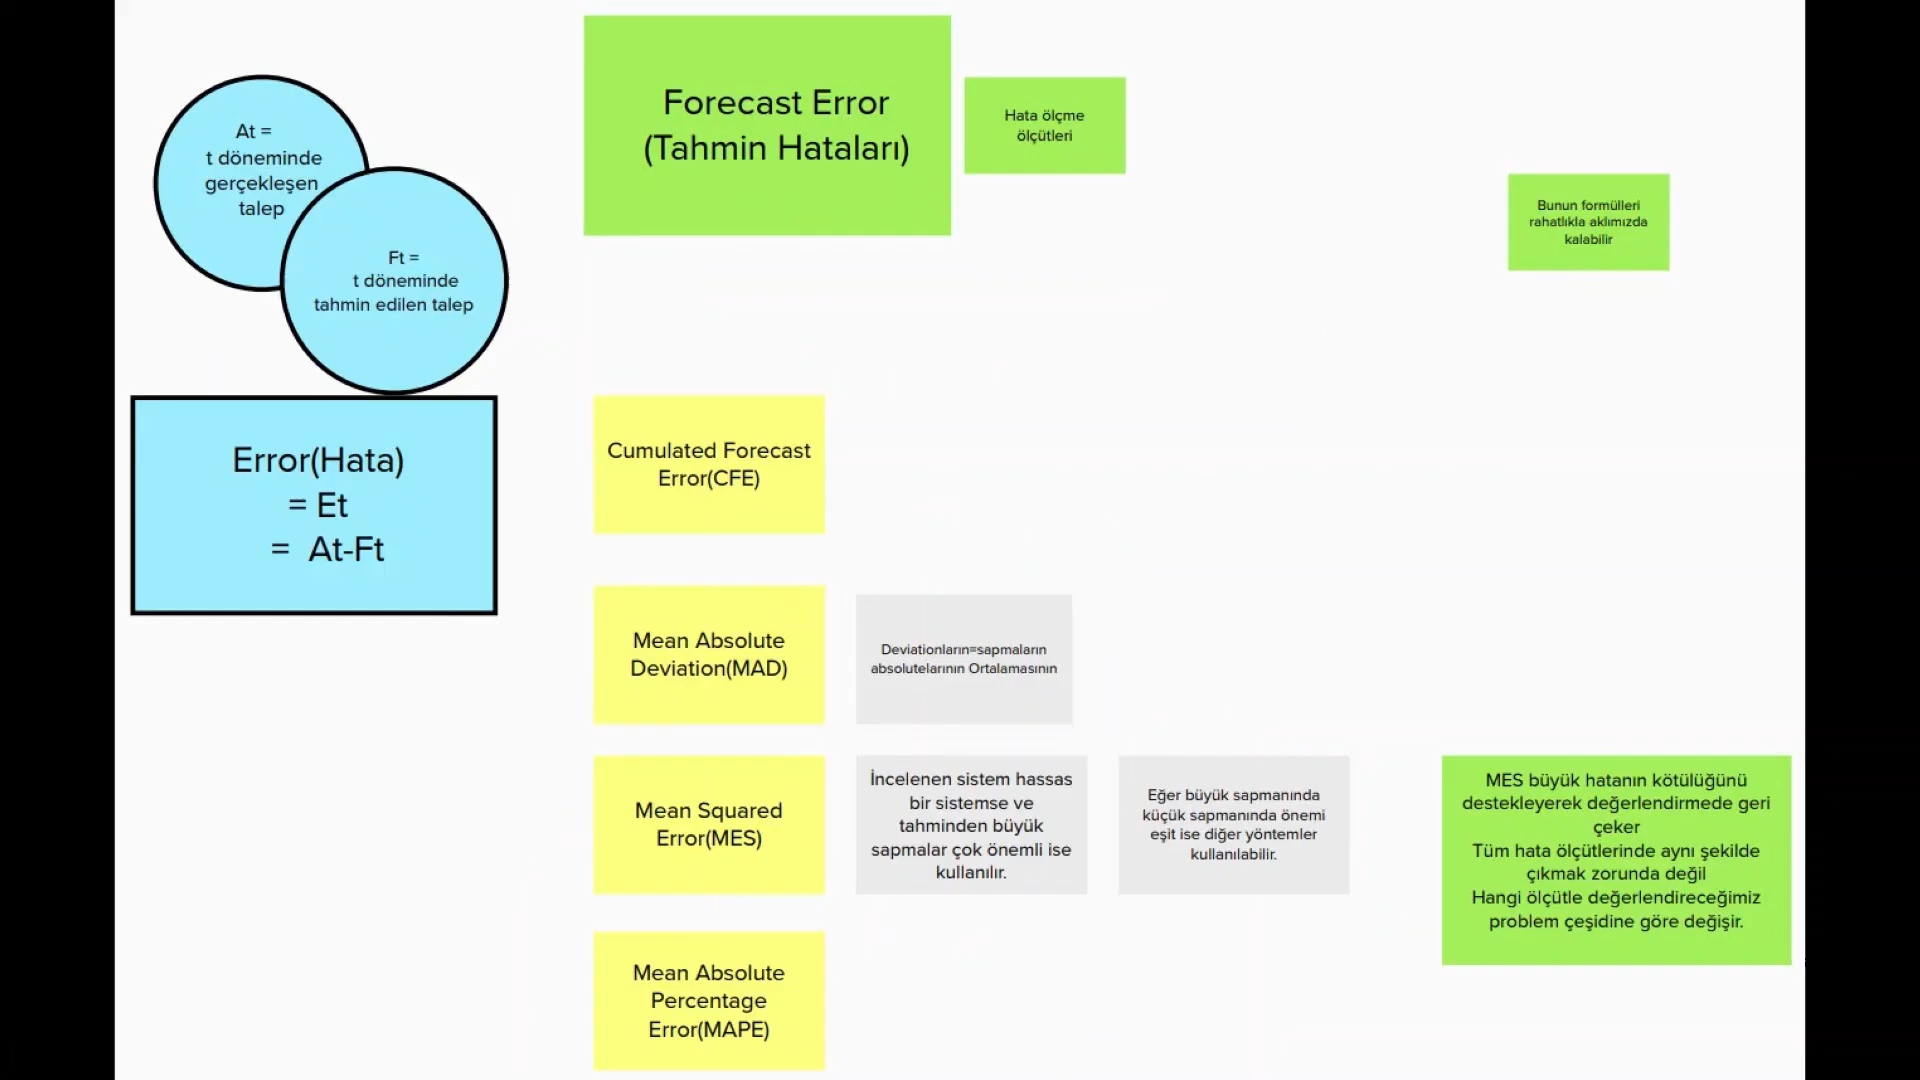 At =
t döneminde
gerçekleşen
talep
Ft =
t döneminde
tahmin edilen talep
Error(Hata)
= Et
= At-Ft
Forecast Error
(Tahmin Hataları)
Hata ölçme
ölçütleri
Bunun formülleri
rahatlıkla aklımızda
kalabilir
Cumulated Forecast
Error(CFE)
Mean Absolute
Deviation(MAD)
Deviationların=sapmaların
absolutelarının Ortalamasının
Mean Squared
Error(MES)
İncelenen sistem hassas
bir sistemse ve
tahminden büyük
sapmalar çok önemli ise
kullanılır.
Eğer büyük sapmanında
küçük sapmanında önemi
eşit ise diğer yöntemler
kullanılabilir.
MES büyük hatanın kötülüğünü
destekleyerek değerlendirmede geri
çeker
Tüm hata ölçütlerinde aynı şekilde
çıkmak zorunda değil
Hangi ölçütle değerlendireceğimiz
problem çeşidine göre değişir.
Mean Absolute
Percentage
Error(MAPE)